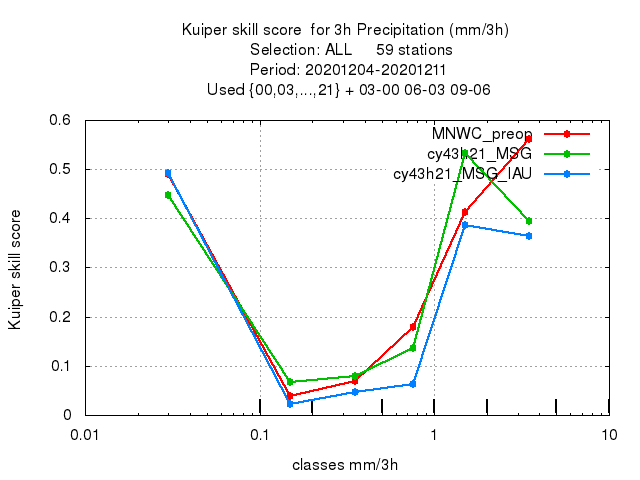 Kuiper skill score  for 3h Precipitation (mm/3h)
Selection: ALL     59 stations
Period: 20201204-20201211
Used {00,03,...,21} + 03-00 06-03 09-06
MNWC_preop
cy43h21_MSG
cy43h21_MSG_IAU
0.6
0.5
0.4
0.3
0.2
0.1
0
Kuiper skill score
0.01 0.1 1 10
classes mm/3h